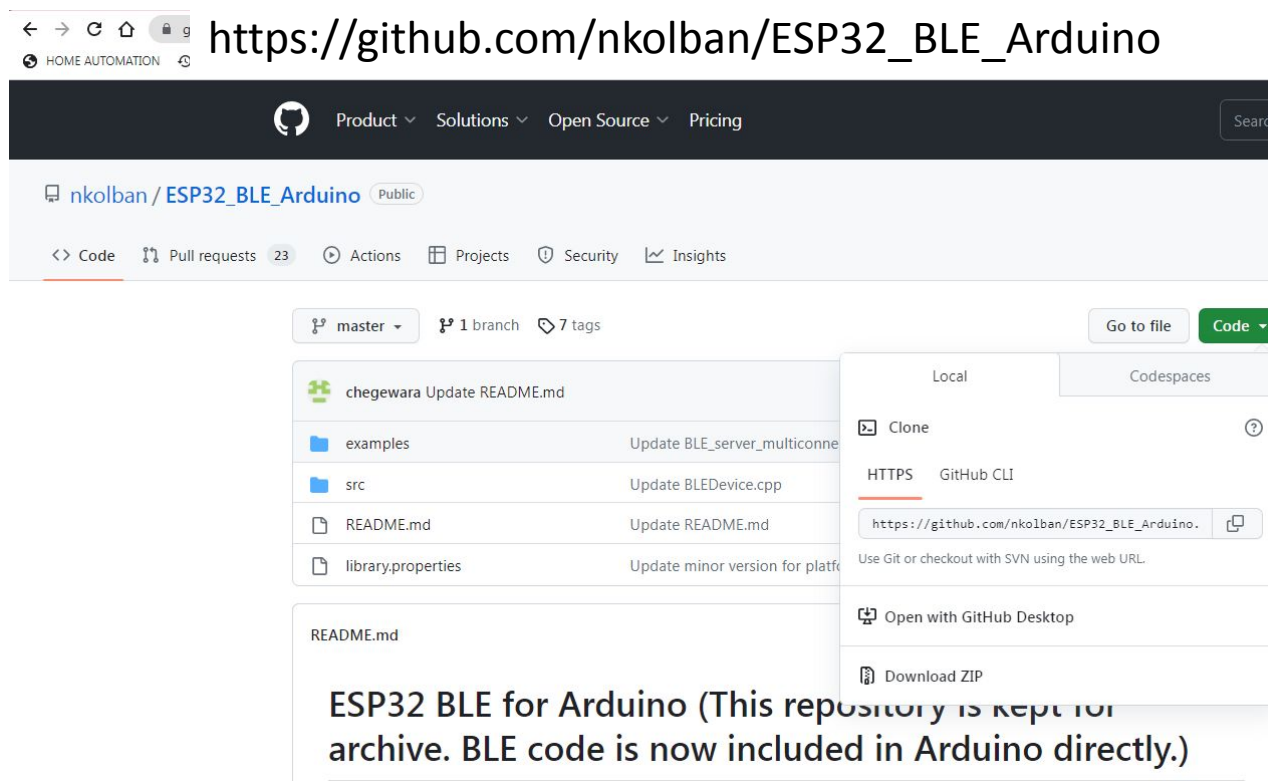 https://github.com/nkolban/ESP32_BLE_Arduino
HOME AUTOMATION
Product Solutions Open Source Pricing
nkolban / ESP32_BLE_Arduino Public
<> Code Pull requests 23 Actions Projects Security Insights
master 1 branch 7 tags Go to file Code
Local Codespaces
chegewara Update README.md
Clone
examples Update BLE_server_multiconne
HTTPS GitHub CLI
src Update BLEDevice.cpp
README.md Update README.md
https://github.com/nkolban/ESP32_BLE_Arduino.
library.properties Update minor version for platfo
Use Git or checkout with SVN using the web URL.
Open with GitHub Desktop
README.md
Download ZIP
ESP32 BLE for Arduino (This repository is kept for
archive. BLE code is now included in Arduino directly.)